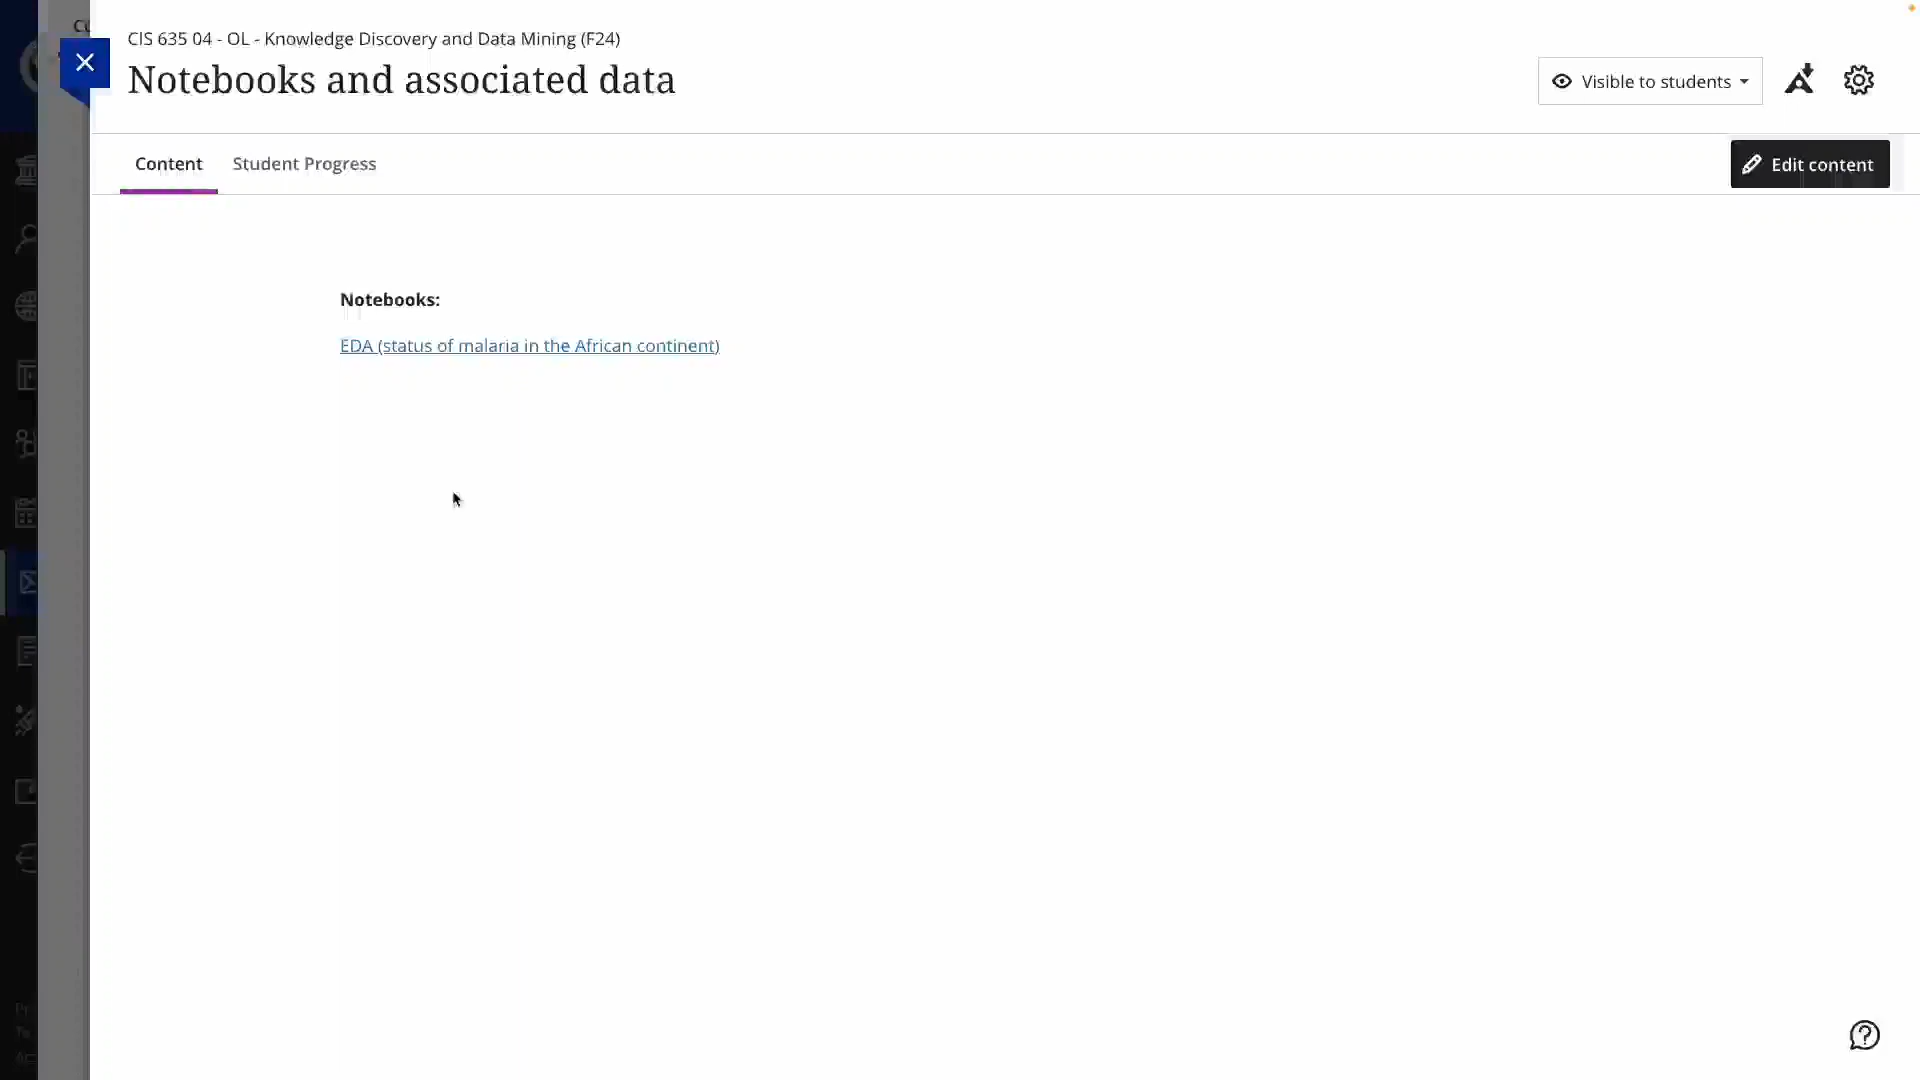 CIS 635 04 - OL - Knowledge Discovery and Data Mining (F24)
Notebooks and associated data
Visible to students
Content
Student Progress
Edit content
Notebooks:
EDA (status of malaria in the African continent)